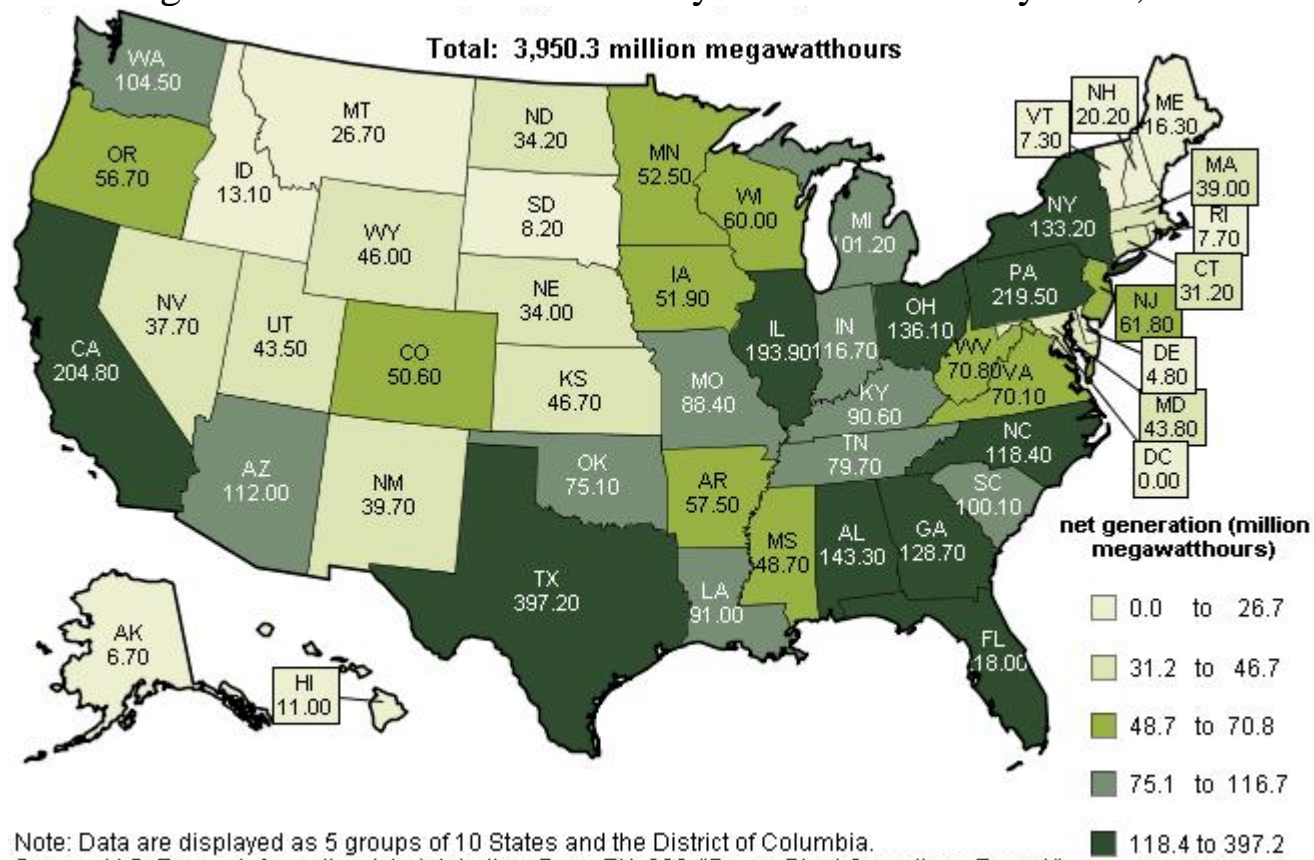 Total: 3,950.3 million megawatthours
WA
104.50
MT
26.70
ND
34.20
MN
52.50
OR
56.70
ID
13.10
SD
8.20
WI
60.00
MI
01.20
WY
46.00
NE
34.00
IA
51.90
NV
37.70
UT
43.50
CO
50.60
KS
46.70
MO
88.40
IL
193.90
IN
116.70
OH
136.10
PA
219.50
NY
133.20
VT
7.30
NH
20.20
ME
16.30
MA
39.00
RI
7.70
CT
31.20
NJ
61.80
DE
4.80
MD
43.80
DC
0.00
WV
70.80
VA
70.10
KY
90.60
TN
79.70
NC
118.40
SC
100.10
CA
204.80
AZ
112.00
NM
39.70
OK
75.10
AR
57.50
TX
397.20
LA
91.00
MS
48.70
AL
143.30
GA
128.70
FL
18.00
AK
6.70
HI
11.00
net generation (million
megawatthours)
0.0 to 26.7
31.2 to 46.7
48.7 to 70.8
75.1 to 116.7
118.4 to 397.2
Note: Data are displayed as 5 groups of 10 States and the District of Columbia.